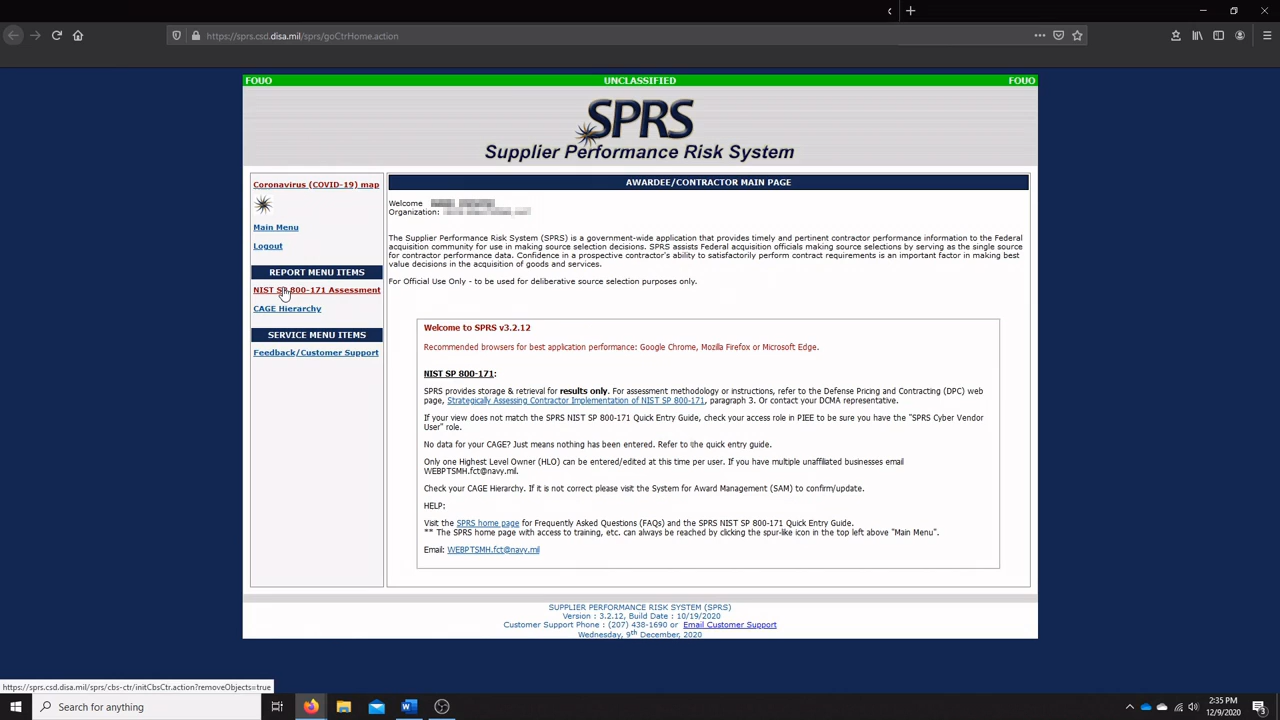 https://sprs.csd.disa.mil/sprs/goCtrHome.action
FOUO UNCLASSIFIED FOUO
SPRS
Supplier Performance Risk System
Coronavirus (COVID-19) map
Main Menu
Logout
REPORT MENU ITEMS
NIST SP 800-171 Assessment
CAGE Hierarchy
SERVICE MENU ITEMS
Feedback/Customer Support
AWARDEE/CONTRACTOR MAIN PAGE
Welcome
Organization:
The Supplier Performance Risk System (SPRS) is a government-wide application that provides timely and pertinent contractor performance information to the Federal
acquisition community for use in making source selection decisions. SPRS assists Federal acquisition officials making source selections by serving as the single source
for contractor performance data. Confidence in a prospective contractor's ability to satisfactorily perform contract requirements is an important factor in making best
value decisions in the acquisition of goods and services.
For Official Use Only - to be used for deliberative source selection purposes only.
Welcome to SPRS v3.2.12
Recommended browsers for best application performance: Google Chrome, Mozilla Firefox or Microsoft Edge.
NIST SP 800-171:
SPRS provides storage & retrieval for results only. For assessment methodology or instructions, refer to the Defense Pricing and Contracting (DPC) web
page, Strategically Assessing Contractor Implementation of NIST SP 800-171, paragraph 3. Or contact your DCMA representative.
If your view does not match the SPRS NIST SP 800-171 Quick Entry Guide, check your access role in PIEE to be sure you have the "SPRS Cyber Vendor
User" role.
No data for your CAGE? Just means nothing has been entered. Refer to the quick entry guide.
Only one Highest Level Owner (HLO) can be entered/edited at this time per user. If you have multiple unaffiliated businesses email
WEBPTSMH.fct@navy.mil.
Check your CAGE Hierarchy. If it is not correct please visit the System for Award Management (SAM) to confirm/update.
HELP:
Visit the SPRS home page for Frequently Asked Questions (FAQs) and the SPRS NIST SP 800-171 Quick Entry Guide.
** The SPRS home page with access to training, etc. can always be reached by clicking the spur-like icon in the top left above "Main Menu".
Email: WEBPTSMH.fct@navy.mil
SUPPLIER PERFORMANCE RISK SYSTEM (SPRS)
Version : 3.2.12, Build Date : 10/19/2020
Customer Support Phone : (207) 438-1690 or Email Customer Support
Wednesday, 9th December, 2020
https://sprs.csd.disa.mil/sprs/cbs-ctr/initCbsCtr.action?removeObjects=true
Search for anything
2:35 PM
12/9/2020